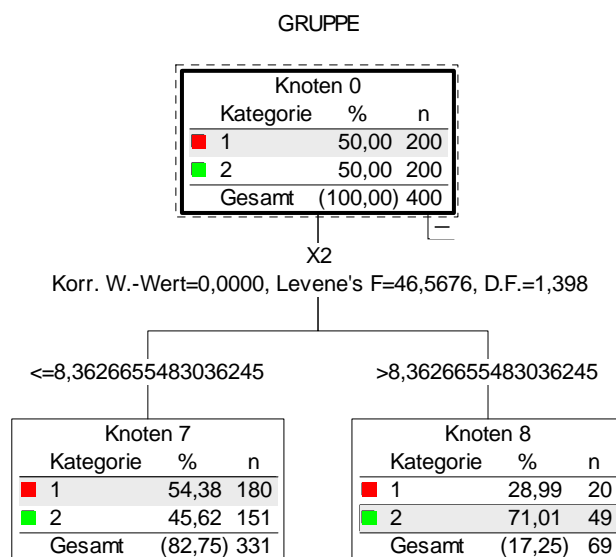 GRUPPE
Knoten 0
Kategorie % n
1 50,00 200
2 50,00 200
Gesamt (100,00) 400
X2
Korr. W.-Wert=0,0000, Levene's F=46,5676, D.F.=1,398
<=8,3626655483036245
>8,3626655483036245
Knoten 7
Kategorie % n
1 54,38 180
2 45,62 151
Gesamt (82,75) 331
Knoten 8
Kategorie % n
1 28,99 20
2 71,01 49
Gesamt (17,25) 69